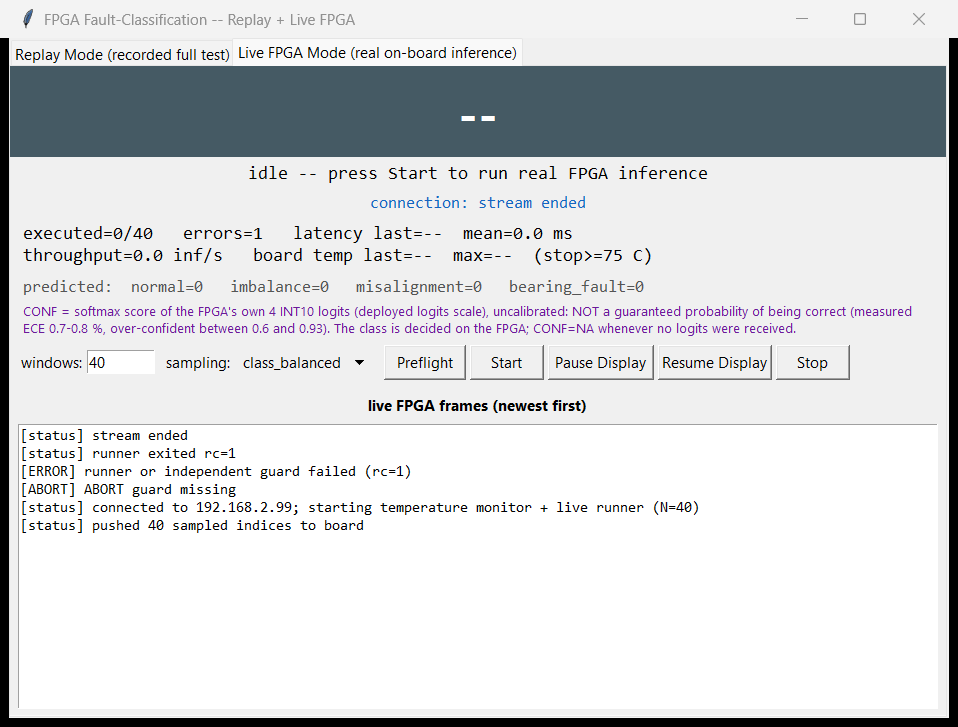 FPGA Fault-Classification -- Replay + Live FPGA
Replay Mode (recorded full test) Live FPGA Mode (real on-board inference)
--
idle -- press Start to run real FPGA inference
connection: stream ended
executed=0/40 errors=1 latency last=-- mean=0.0 ms
throughput=0.0 inf/s board temp last=-- max=-- (stop>=75 C)
predicted: normal=0 imbalance=0 misalignment=0 bearing_fault=0
CONF = softmax score of the FPGA's own 4 INT10 logits (deployed logits scale), uncalibrated: NOT a guaranteed probability of being correct (measured
ECE 0.7-0.8 %, over-confident between 0.6 and 0.93). The class is decided on the FPGA; CONF=NA whenever no logits were received.
windows: 40 sampling: class_balanced Preflight Start Pause Display Resume Display Stop
live FPGA frames (newest first)
[status] stream ended
[status] runner exited rc=1
[ERROR] runner or independent guard failed (rc=1)
[ABORT] ABORT guard missing
[status] connected to 192.168.2.99; starting temperature monitor + live runner (N=40)
[status] pushed 40 sampled indices to board